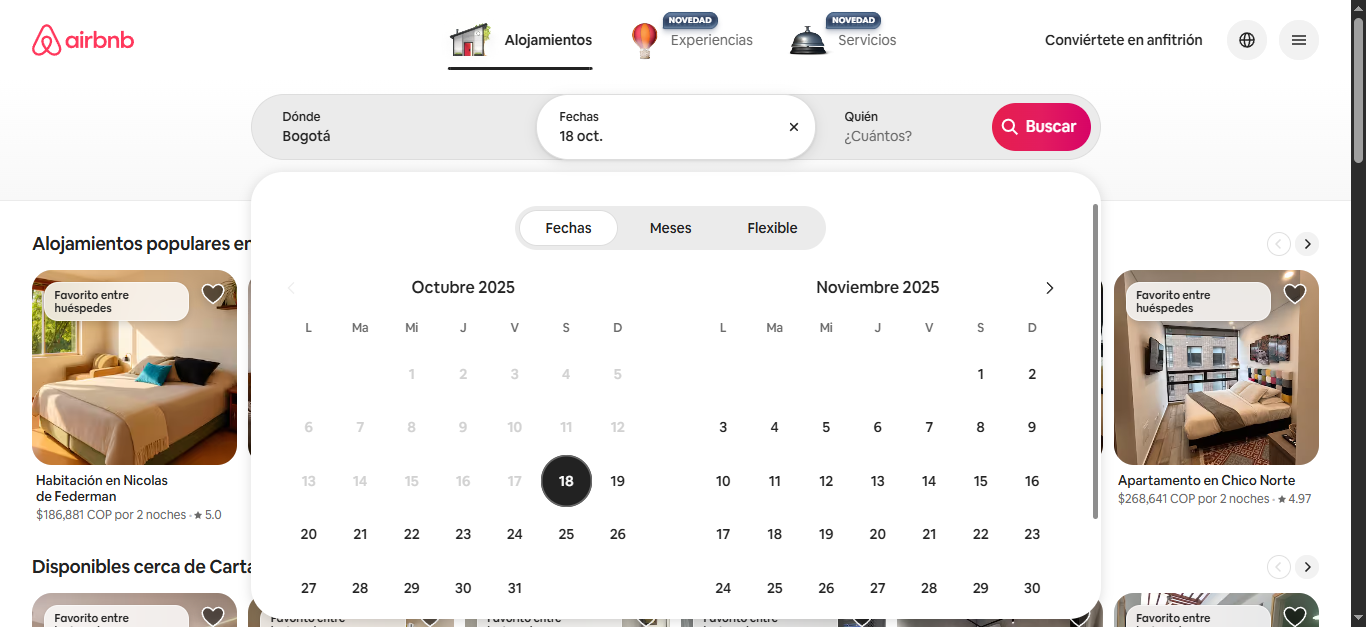 airbnb
Alojamientos
NOVEDAD
Experiencias
NOVEDAD
Servicios
Conviértete en anfitrión
Dónde
Bogotá
Fechas
18 oct.
Quién
¿Cuántos?
Buscar
Fechas
Meses
Flexible
Alojamientos populares en
Octubre 2025
L Ma Mi J V S D
1 2 3 4 5
6 7 8 9 10 11 12
13 14 15 16 17 18 19
20 21 22 23 24 25 26
27 28 29 30 31
Noviembre 2025
L Ma Mi J V S D
1 2
3 4 5 6 7 8 9
10 11 12 13 14 15 16
17 18 19 20 21 22 23
24 25 26 27 28 29 30
Favorito entre
huéspedes
Habitación en Nicolas
de Federman
$186,881 COP por 2 noches · ★ 5.0
Favorito entre
huéspedes
Apartamento en Chico Norte
$268,641 COP por 2 noches · ★ 4.97
Disponibles cerca de Carta
Favorito entre
Favorito entre
Favorito entre
Favorito entre
Favorito entre